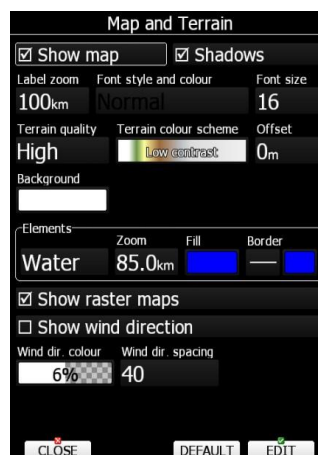 Map and Terrain
Show map Shadows
Label zoom Font style and colour Font size
100km Normal 16
Terrain quality Terrain colour scheme Offset
High Low contrast 0m
Background
Elements
Zoom Fill Border
Water 85.0km
Show raster maps
Show wind direction
Wind dir. colour Wind dir. spacing
6% 40
CLOSE DEFAULT EDIT